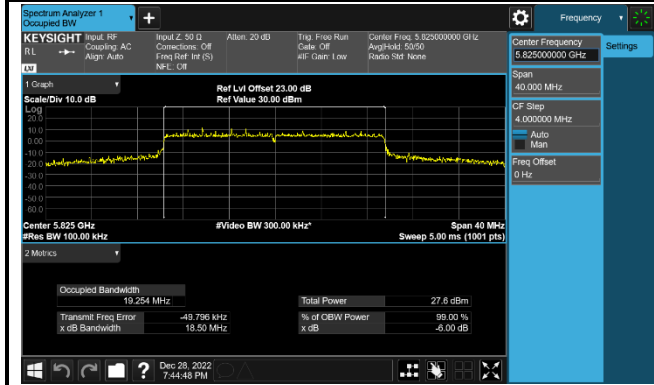 Spectrum Analyzer 1
Occupied BW
Frequency
KEYSIGHT
Input: RF
Coupling: AC
Align: Auto
Input Z: 50 Ω
Corrections: Off
Freq Ref: Int (S)
NFE: Off
Atten: 20 dB
Trig: Free Run
Gate: Off
#IF Gain: Low
Center Freq: 5.825000000 GHz
Avg|Hold: 50/50
Radio Std: None
R L
LXI
Center Frequency
5.825000000 GHz
Settings
Span
40.000 MHz
CF Step
4.000000 MHz
Auto
Man
Freq Offset
0 Hz
1 Graph
Scale/Div 10.0 dB
Ref Lvl Offset 23.00 dB
Ref Value 30.00 dBm
Log
20.0
10.0
0.00
-10.0
-20.0
-30.0
-40.0
-50.0
-60.0
Center 5.825 GHz
#Res BW 100.00 kHz
#Video BW 300.00 kHz*
Span 40 MHz
Sweep 5.00 ms (1001 pts)
2 Metrics
Occupied Bandwidth
19.254 MHz
Total Power 27.6 dBm
Transmit Freq Error -49.796 kHz
% of OBW Power 99.00 %
x dB Bandwidth 18.50 MHz
x dB -6.00 dB
Dec 28, 2022
7:44:48 PM